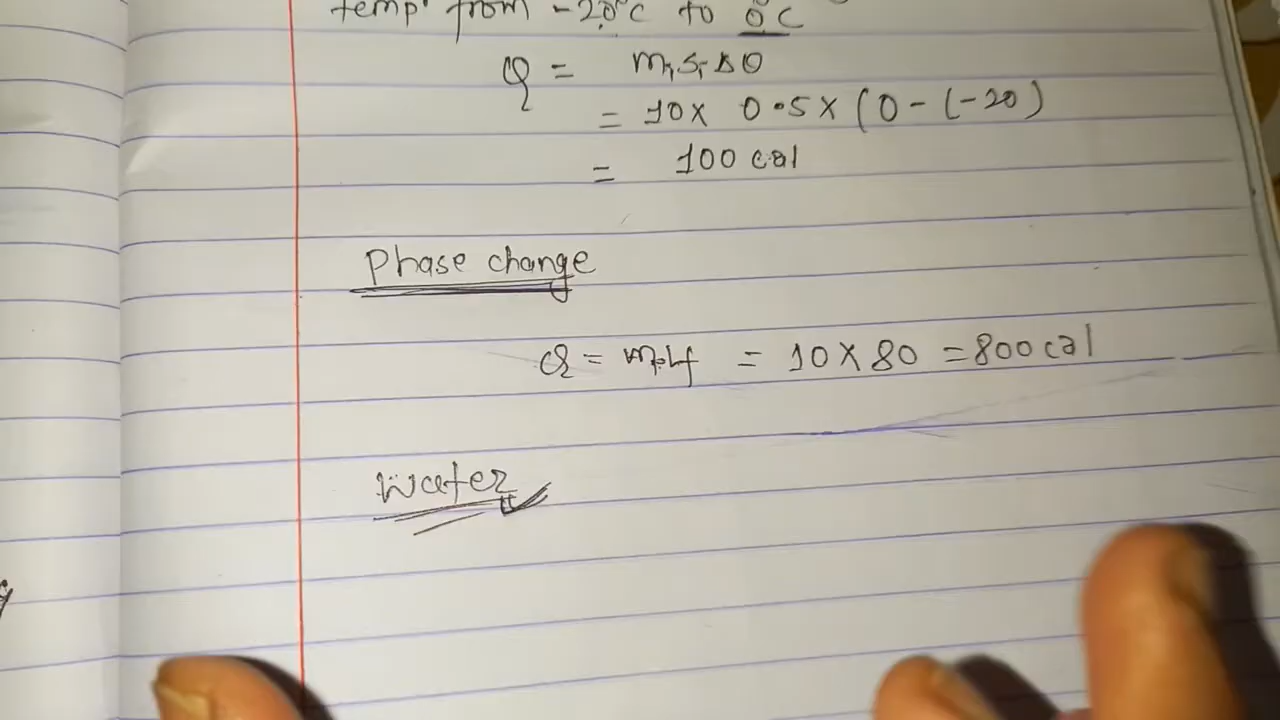 temp. from -20°C to 0°C
Q = m₁s₁Δθ
= 10 × 0.5 × (0 - (-20)
= 100 cal
Phase change
Q = m₁Lf = 10 × 80 = 800 cal
Water